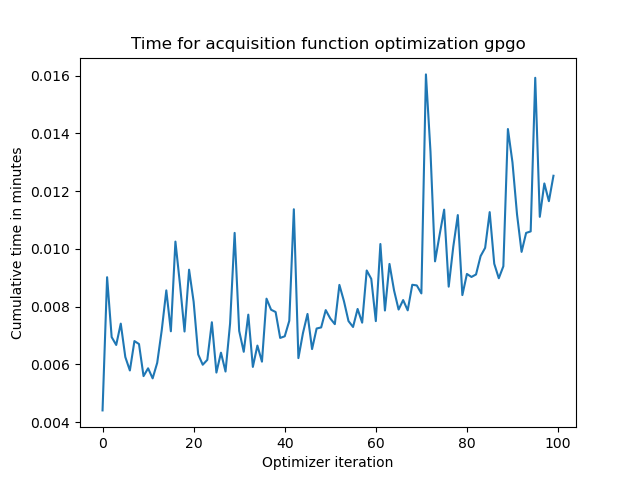 Time for acquisition function optimization gpgo
0.016
0.014
0.012
0.010
0.008
0.006
0.004
Cumulative time in minutes
0 20 40 60 80 100
Optimizer iteration